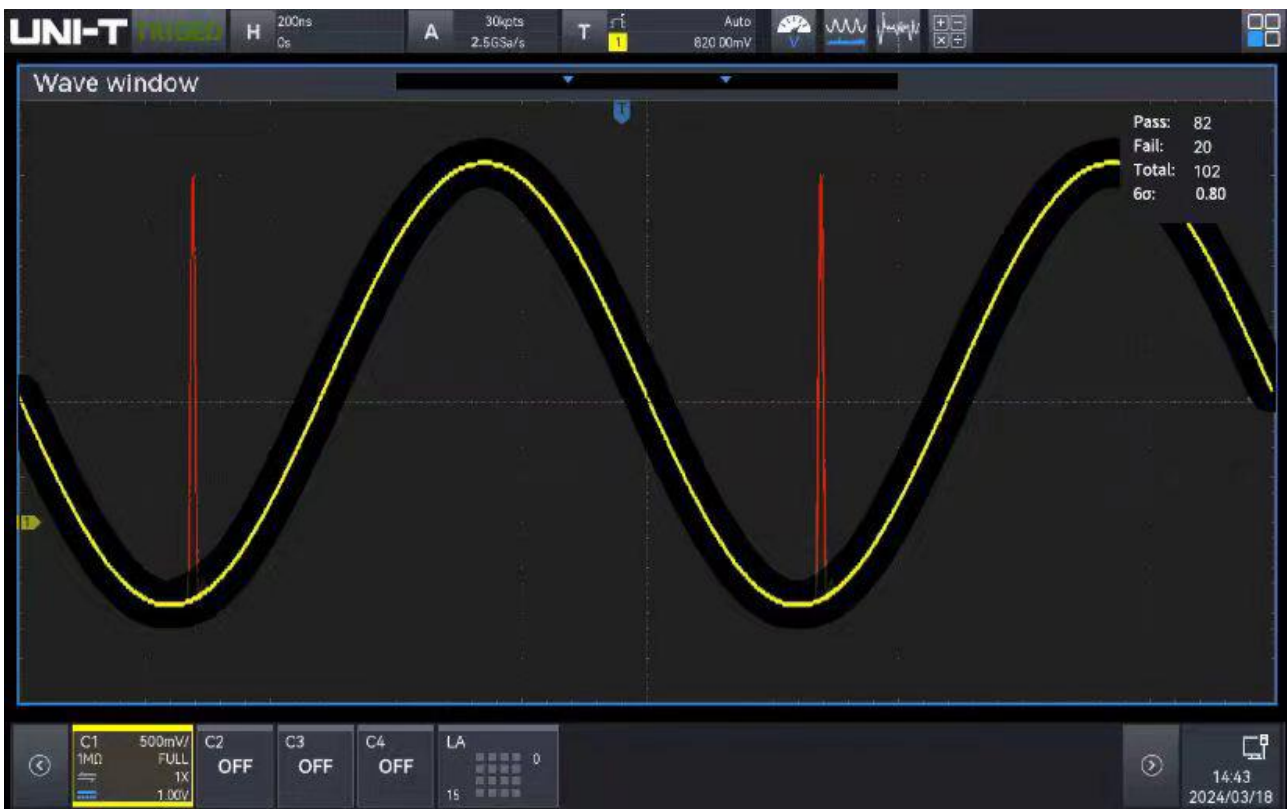 UNI-T TRIGED H 200ns A 30kpts T Auto
0s 2.5GSa/s 1 820.00mV
Wave window
T
Pass: 82
Fail: 20
Total: 102
6σ: 0.80
1
C1 500mV/ C2 C3 C4 LA
1MΩ FULL OFF OFF OFF 0
1X
1.00V 15
14:43
2024/03/18